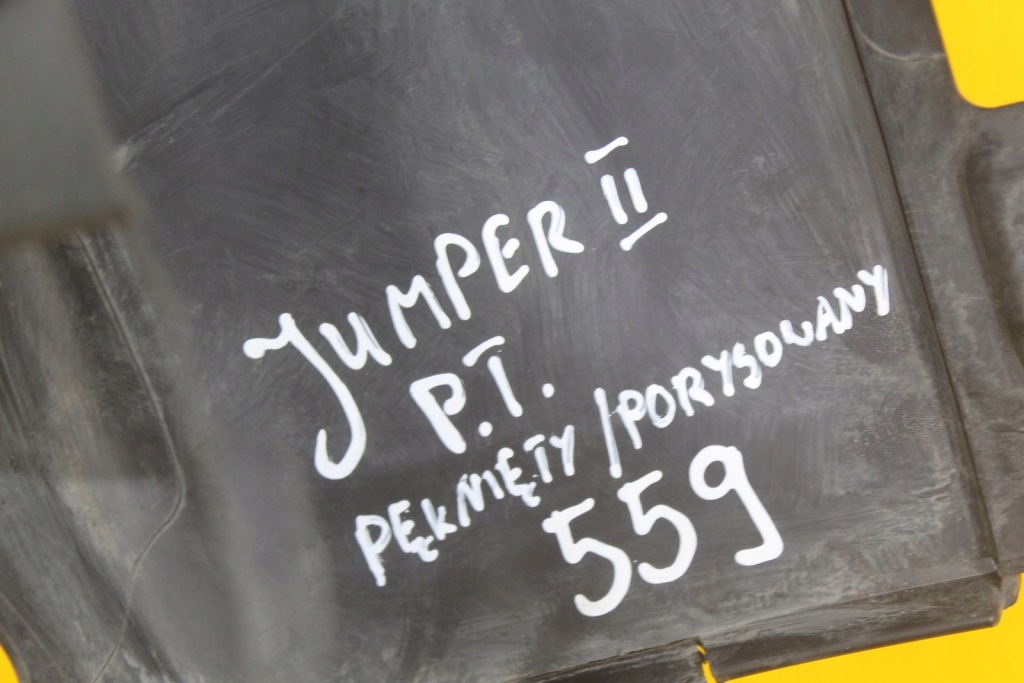 JUMPER II
P.T.
PĘKNIĘTY/PORYSOWANY
559